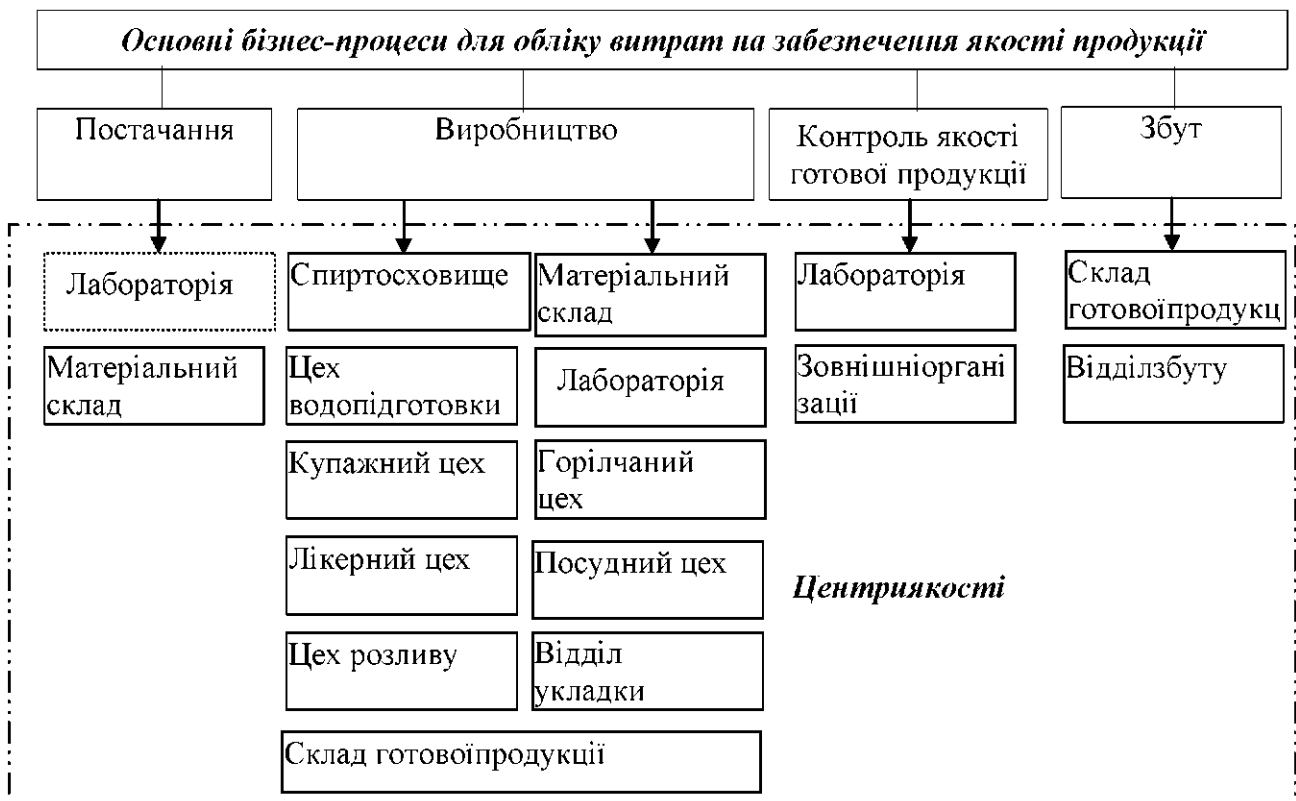 Основні бізнес-процеси для обліку витрат на забезпечення якості продукції
Постачання
Виробництво
Контроль якості
готової продукції
Збут
Лабораторія
Матеріальний
склад
Спиртосховище
Цех
водопідготовки
Купажний цех
Лікерний цех
Цех розливу
Матеріальний
склад
Лабораторія
Горілчаний
цех
Посудний цех
Відділ
укладки
Склад готовоїпродукції
Лабораторія
Зовнішніоргані
зації
Центриякості
Склад
готовоїпродукц
Відділзбуту